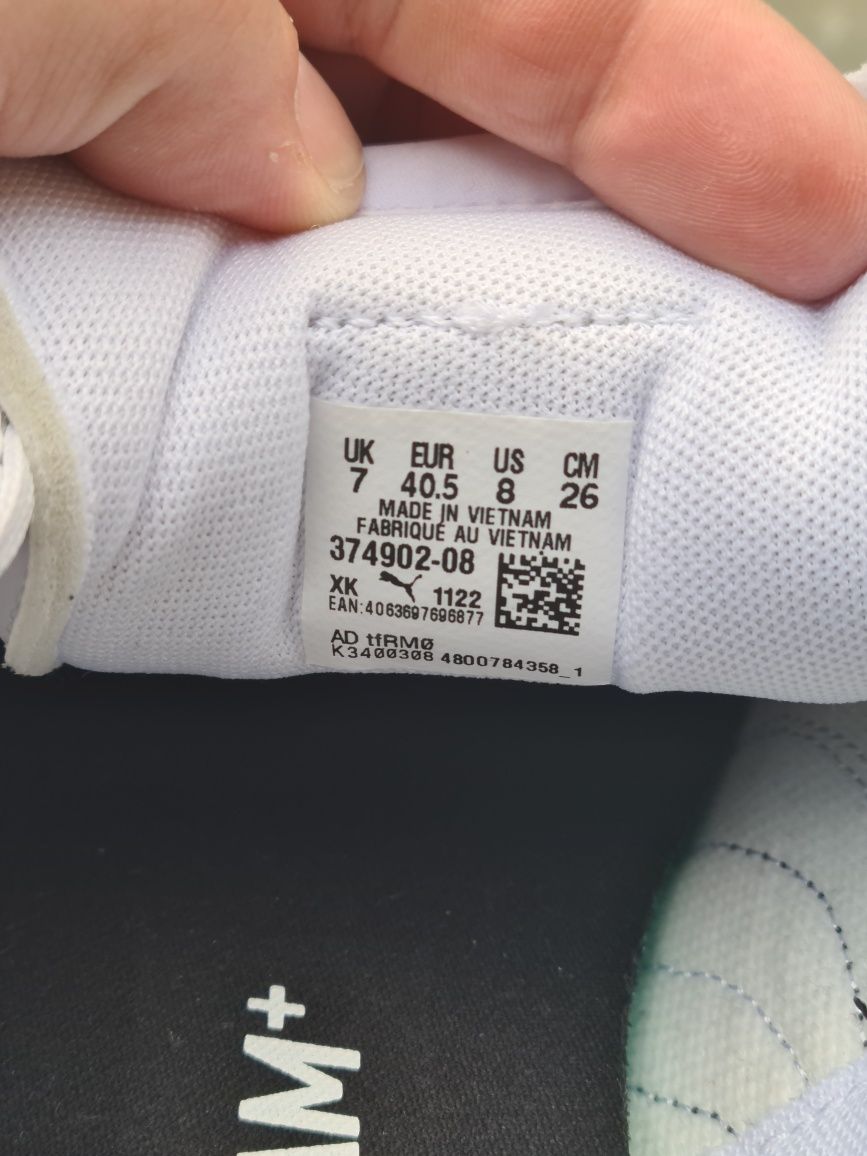 UK EUR US CM
7 40.5 8 26
MADE IN VIETNAM
FABRIQUÉ AU VIETNAM
374902-08
XK 1122
EAN:4063697696877
AD tfRMØ
K3400308 4800784358_1
AM+